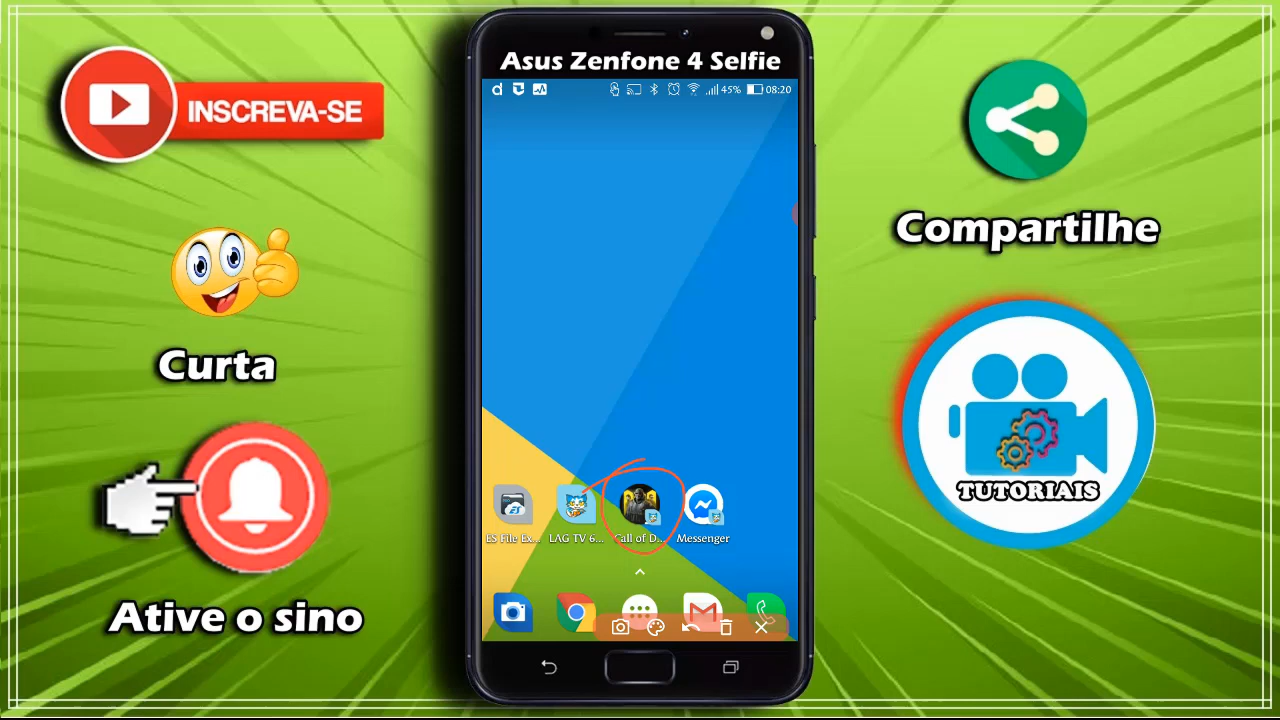 Asus Zenfone 4 Selfie
45% 08:20
INSCREVA-SE
Compartilhe
Curta
TUTORIAIS
ES File Ex... LAG TV 6... Call of D... Messenger
Ative o sino